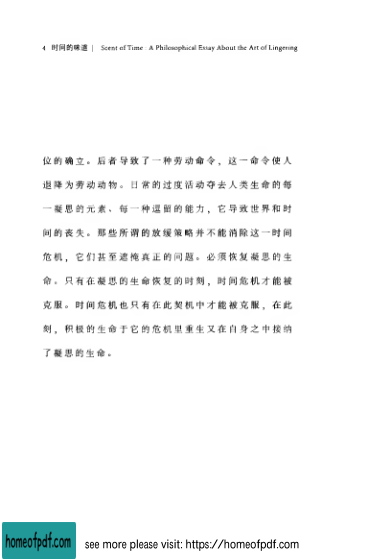 4 时间的味道 | Scent of Time : A Philosophical Essay About the Art of Lingering
位的确立。后者导致了一种劳动命令，这一命令使人
退降为劳动动物。日常的过度活动夺去人类生命的每
一凝思的元素、每一种逗留的能力，它导致世界和时
间的丧失。那些所谓的放缓策略并不能消除这一时间
危机，它们甚至遮掩真正的问题。必须恢复凝思的生
命。只有在凝思的生命恢复的时刻，时间危机才能被
克服。时间危机也只有在此契机中才能被克服，在此
刻，积极的生命于它的危机里重生又在自身之中接纳
了凝思的生命。
homeofpdf.com
see more please visit: https://homeofpdf.com